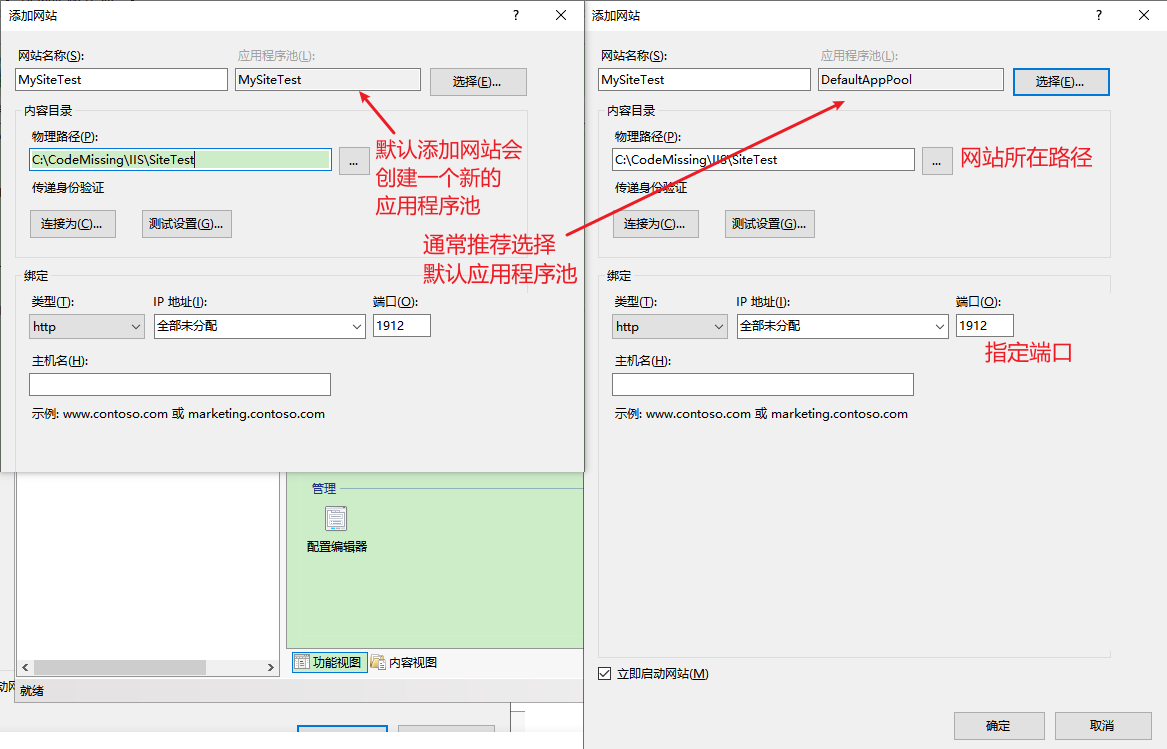 添加网站
?
网站名称(S):
应用程序池(L):
MySiteTest
MySiteTest
选择(E)...
内容目录
物理路径(P):
C:\CodeMissing\IIS\SiteTest
...
默认添加网站会
创建一个新的
应用程序池
传递身份验证
连接为(C)...
测试设置(G)...
通常推荐选择
默认应用程序池
绑定
类型(T):
IP 地址(I):
端口(O):
http
全部未分配
1912
主机名(H):
示例: www.contoso.com 或 marketing.contoso.com
管理
配置编辑器
功能视图
内容视图
就绪
添加网站
?
网站名称(S):
应用程序池(L):
MySiteTest
DefaultAppPool
选择(E)...
内容目录
物理路径(P):
C:\CodeMissing\IIS\SiteTest
...
网站所在路径
传递身份验证
连接为(C)...
测试设置(G)...
绑定
类型(T):
IP 地址(I):
端口(O):
http
全部未分配
1912
指定端口
主机名(H):
示例: www.contoso.com 或 marketing.contoso.com
立即启动网站(M)
确定
取消